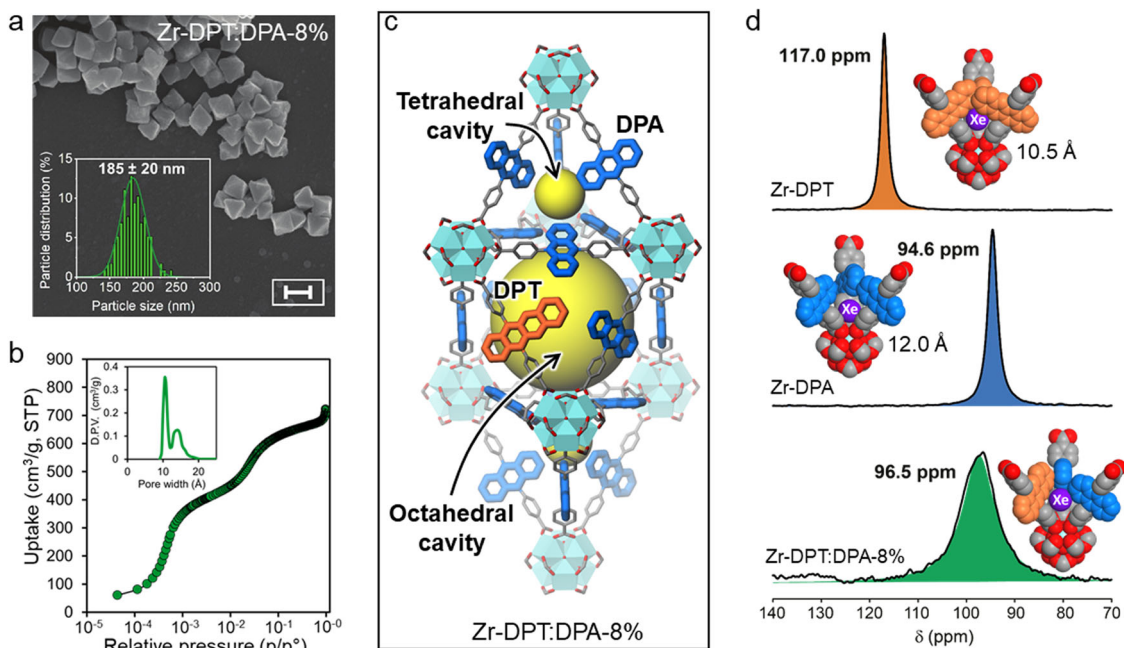 a
Zr-DPT:DPA-8%
185 ± 20 nm
Particle distribution (%)
15
10
5
0
100 150 200 250 300
Particle size (nm)
b
Uptake (cm³/g, STP)
900
800
700
600
500
400
300
200
100
0
D.P.V. (cm³/g)
0.4
0.3
0.2
0.1
0
0 10 20
Pore width (Å)
10⁻⁵ 10⁻⁴ 10⁻³ 10⁻² 10⁻¹ 10⁻⁰
Relative pressure (p/p°)
c
Tetrahedral
cavity
DPA
DPT
Octahedral
cavity
Zr-DPT:DPA-8%
d
117.0 ppm
Xe
10.5 Å
Zr-DPT
94.6 ppm
Xe
12.0 Å
Zr-DPA
96.5 ppm
Xe
Zr-DPT:DPA-8%
140 130 120 110 100 90 80 70
δ (ppm)